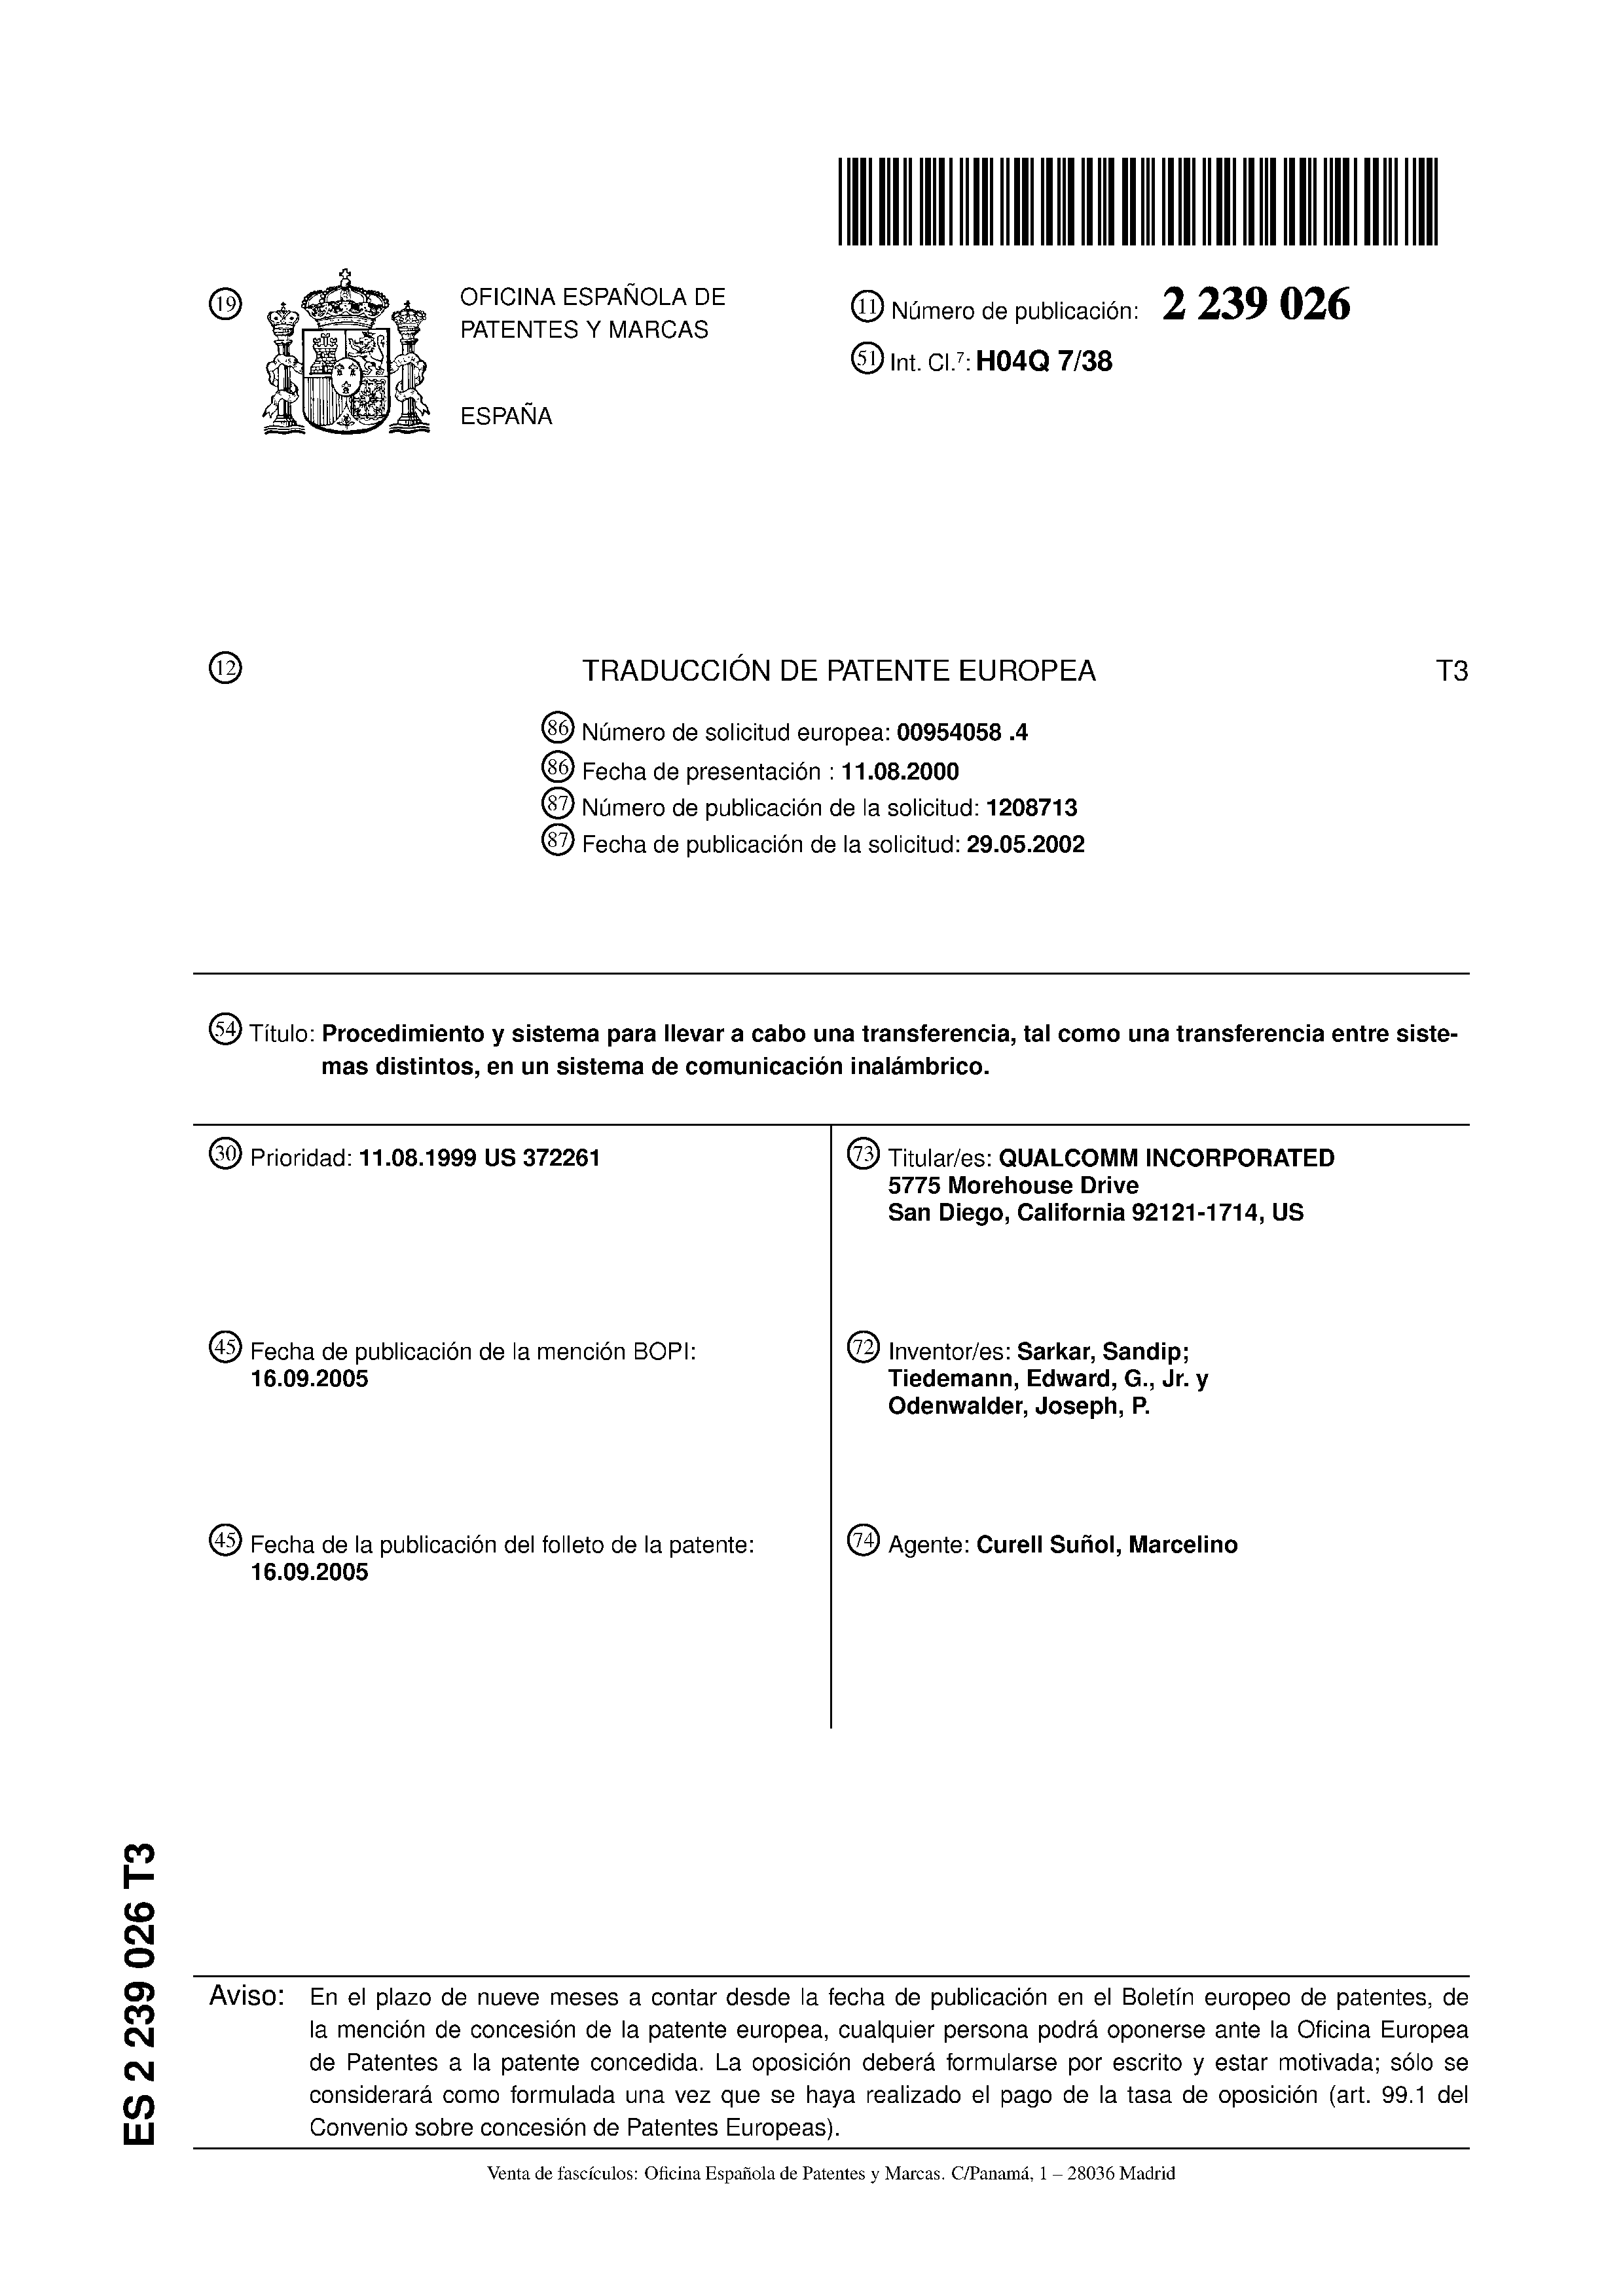 19
OFICINA ESPAÑOLA DE
PATENTES Y MARCAS
ESPAÑA
11 Número de publicación: 2 239 026
51 Int. Cl.7: H04Q 7/38
12 TRADUCCIÓN DE PATENTE EUROPEA T3
86 Número de solicitud europea: 00954058 .4
86 Fecha de presentación : 11.08.2000
87 Número de publicación de la solicitud: 1208713
87 Fecha de publicación de la solicitud: 29.05.2002
54 Título: Procedimiento y sistema para llevar a cabo una transferencia, tal como una transferencia entre siste-
mas distintos, en un sistema de comunicación inalámbrico.
30 Prioridad: 11.08.1999 US 372261
73 Titular/es: QUALCOMM INCORPORATED
5775 Morehouse Drive
San Diego, California 92121-1714, US
45 Fecha de publicación de la mención BOPI:
16.09.2005
72 Inventor/es: Sarkar, Sandip;
Tiedemann, Edward, G., Jr. y
Odenwalder, Joseph, P.
45 Fecha de la publicación del folleto de la patente:
16.09.2005
74 Agente: Curell Suñol, Marcelino
ES 2 239 026 T3
Aviso: En el plazo de nueve meses a contar desde la fecha de publicación en el Boletín europeo de patentes, de
la mención de concesión de la patente europea, cualquier persona podrá oponerse ante la Oficina Europea
de Patentes a la patente concedida. La oposición deberá formularse por escrito y estar motivada; sólo se
considerará como formulada una vez que se haya realizado el pago de la tasa de oposición (art. 99.1 del
Convenio sobre concesión de Patentes Europeas).
Venta de fascículos: Oficina Española de Patentes y Marcas. C/Panamá, 1 – 28036 Madrid